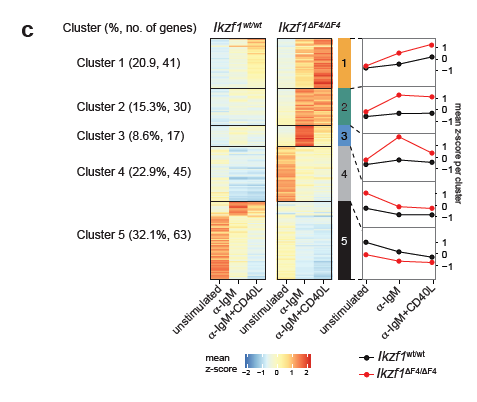 c
Cluster (%, no. of genes) Ikzf1wt/wt Ikzf1ΔF4/ΔF4
Cluster 1 (20.9, 41)
Cluster 2 (15.3%, 30)
Cluster 3 (8.6%, 17)
Cluster 4 (22.9%, 45)
Cluster 5 (32.1%, 63)
1
2
3
4
5
1
0
−1
1
0
−1
1
0
−1
1
0
−1
1
0
−1
mean z-score per cluster
unstimulated
α-IgM
α-IgM+CD40L
unstimulated
α-IgM
α-IgM+CD40L
unstimulated
α-IgM
α-IgM+CD40L
mean
z-score
−2 −1 0 1 2
Ikzf1wt/wt
Ikzf1ΔF4/ΔF4